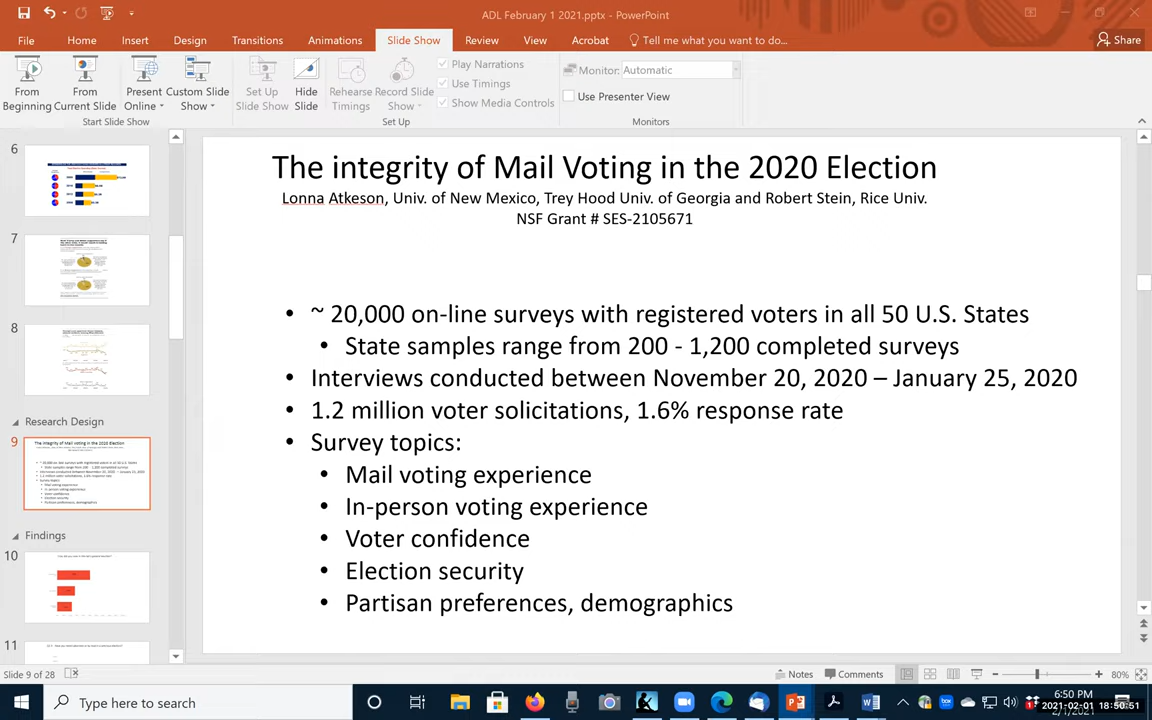 ADL February 1 2021.pptx - PowerPoint
File Home Insert Design Transitions Animations Slide Show Review View Acrobat Tell me what you want to do... Share
From Beginning
From Current Slide
Present Online
Custom Slide Show
Set Up Slide Show
Hide Slide
Rehearse Timings
Record Slide Show
Play Narrations
Use Timings
Show Media Controls
Monitor: Automatic
Use Presenter View
Start Slide Show
Set Up
Monitors
6
7
8
Research Design
9
Findings
10
11
The integrity of Mail Voting in the 2020 Election
Lonna Atkeson, Univ. of New Mexico, Trey Hood Univ. of Georgia and Robert Stein, Rice Univ.
NSF Grant # SES-2105671
• ~ 20,000 on-line surveys with registered voters in all 50 U.S. States
• State samples range from 200 - 1,200 completed surveys
• Interviews conducted between November 20, 2020 – January 25, 2020
• 1.2 million voter solicitations, 1.6% response rate
• Survey topics:
• Mail voting experience
• In-person voting experience
• Voter confidence
• Election security
• Partisan preferences, demographics
Slide 9 of 28
Notes Comments 80%
Type here to search
6:50 PM
2021-02-01 18:50:51